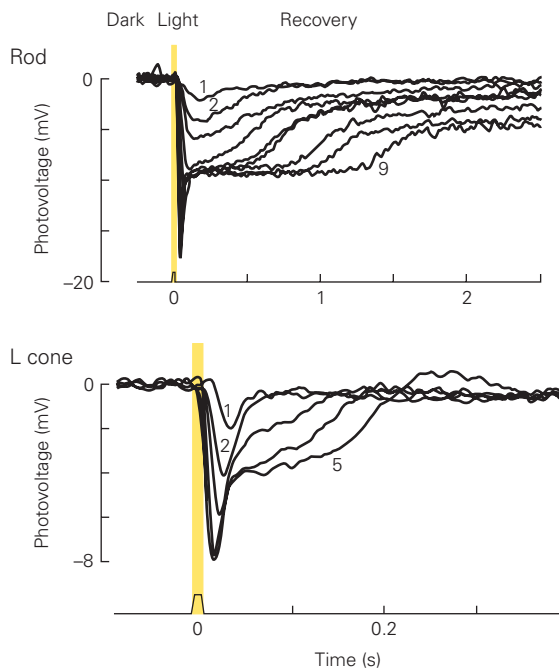 Dark Light Recovery
Rod
0
1
2
9
Photovoltage (mV)
–20
0 1 2
L cone
0
1
2
5
Photovoltage (mV)
–8
0 0.2
Time (s)